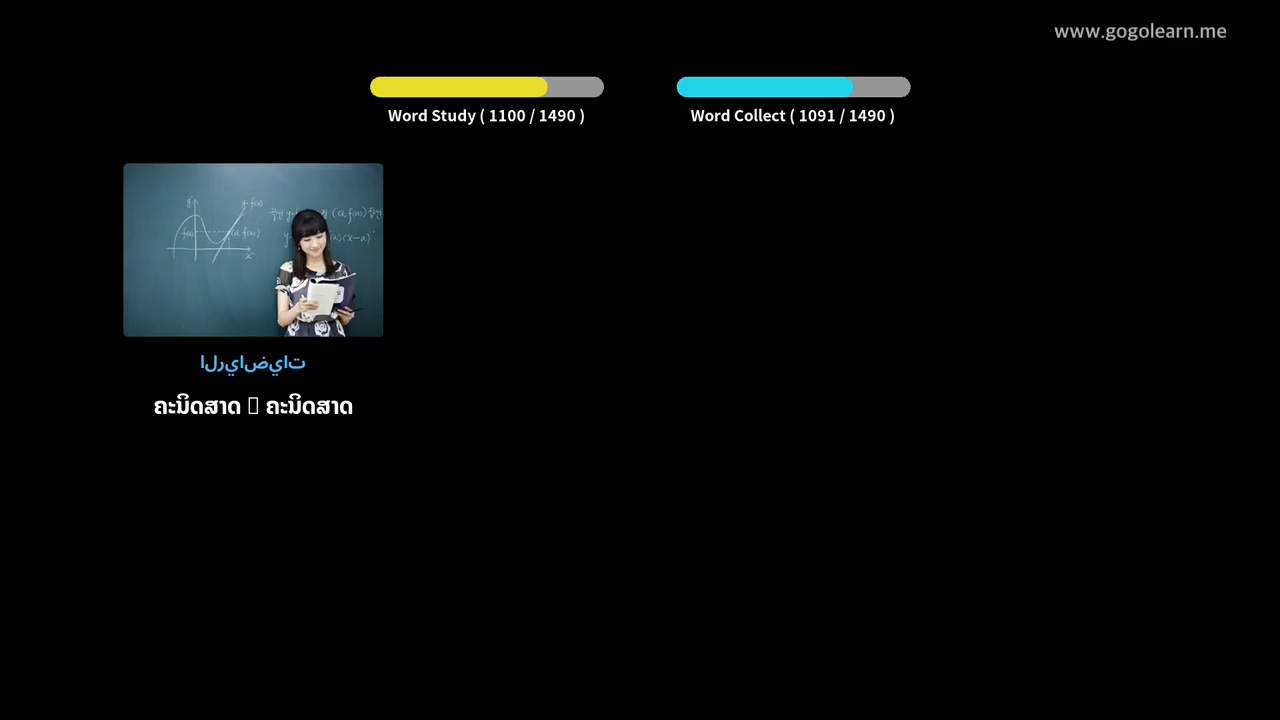 www.gogolearn.me
Word Study ( 1100 / 1490 )
Word Collect ( 1091 / 1490 )
y=f(x)
(a, f(a))
تايضايرلا
ຄະນິດສາດ ຄະນິດສາດ